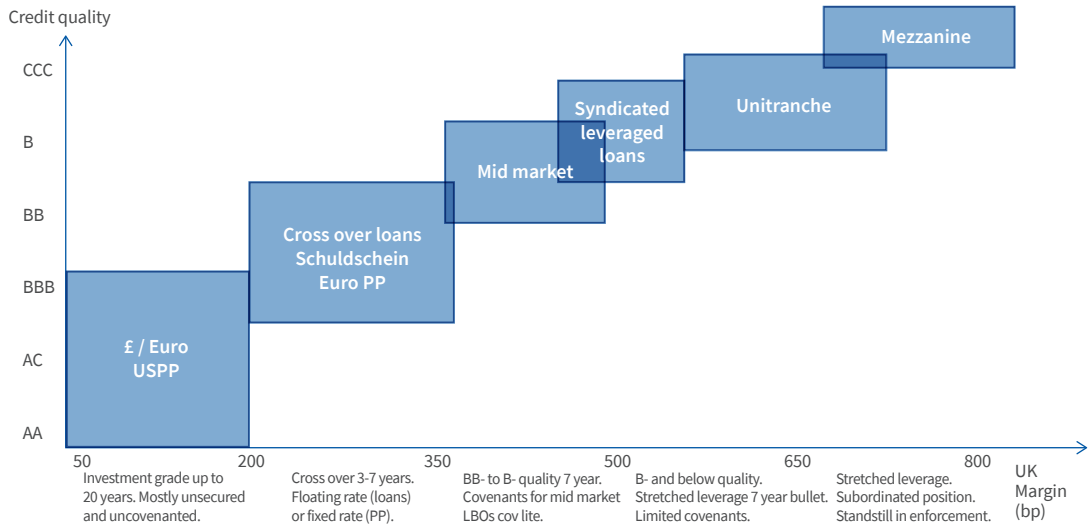 Credit quality
CCC
B
BB
BBB
AC
AA
Mezzanine
Unitranche
Syndicated
leveraged
loans
Mid market
Cross over loans
Schuldschein
Euro PP
£ / Euro
USPP
50
200
350
500
650
800
UK
Margin
(bp)
Investment grade up to
20 years. Mostly unsecured
and uncovenanted.
Cross over 3-7 years.
Floating rate (loans)
or fixed rate (PP).
BB- to B- quality 7 year.
Covenants for mid market
LBOs cov lite.
B- and below quality.
Stretched leverage 7 year bullet.
Limited covenants.
Stretched leverage.
Subordinated position.
Standstill in enforcement.